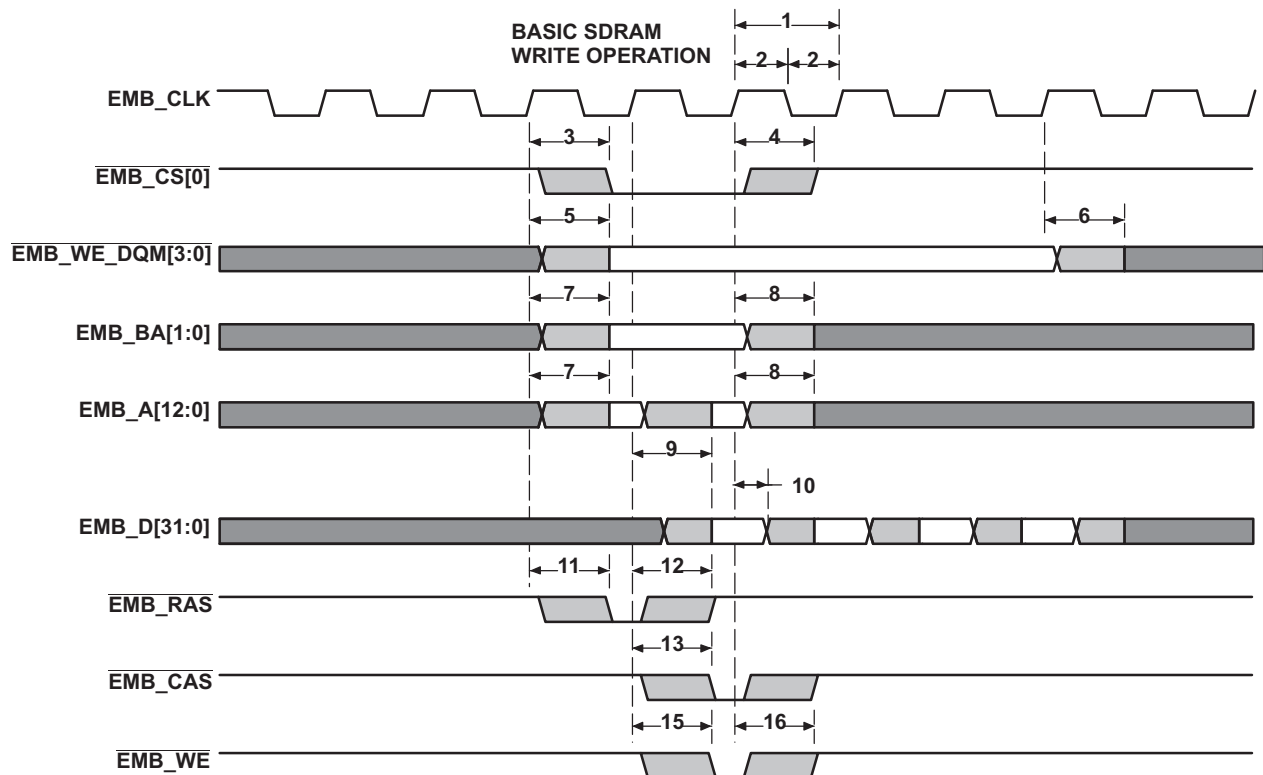 BASIC SDRAM
WRITE OPERATION
1
2 2
EMB_CLK
3 4
EMB_CS[0]
5 6
EMB_WE_DQM[3:0]
7 8
EMB_BA[1:0]
7 8
EMB_A[12:0]
9
10
EMB_D[31:0]
11 12
EMB_RAS
13
EMB_CAS
15 16
EMB_WE